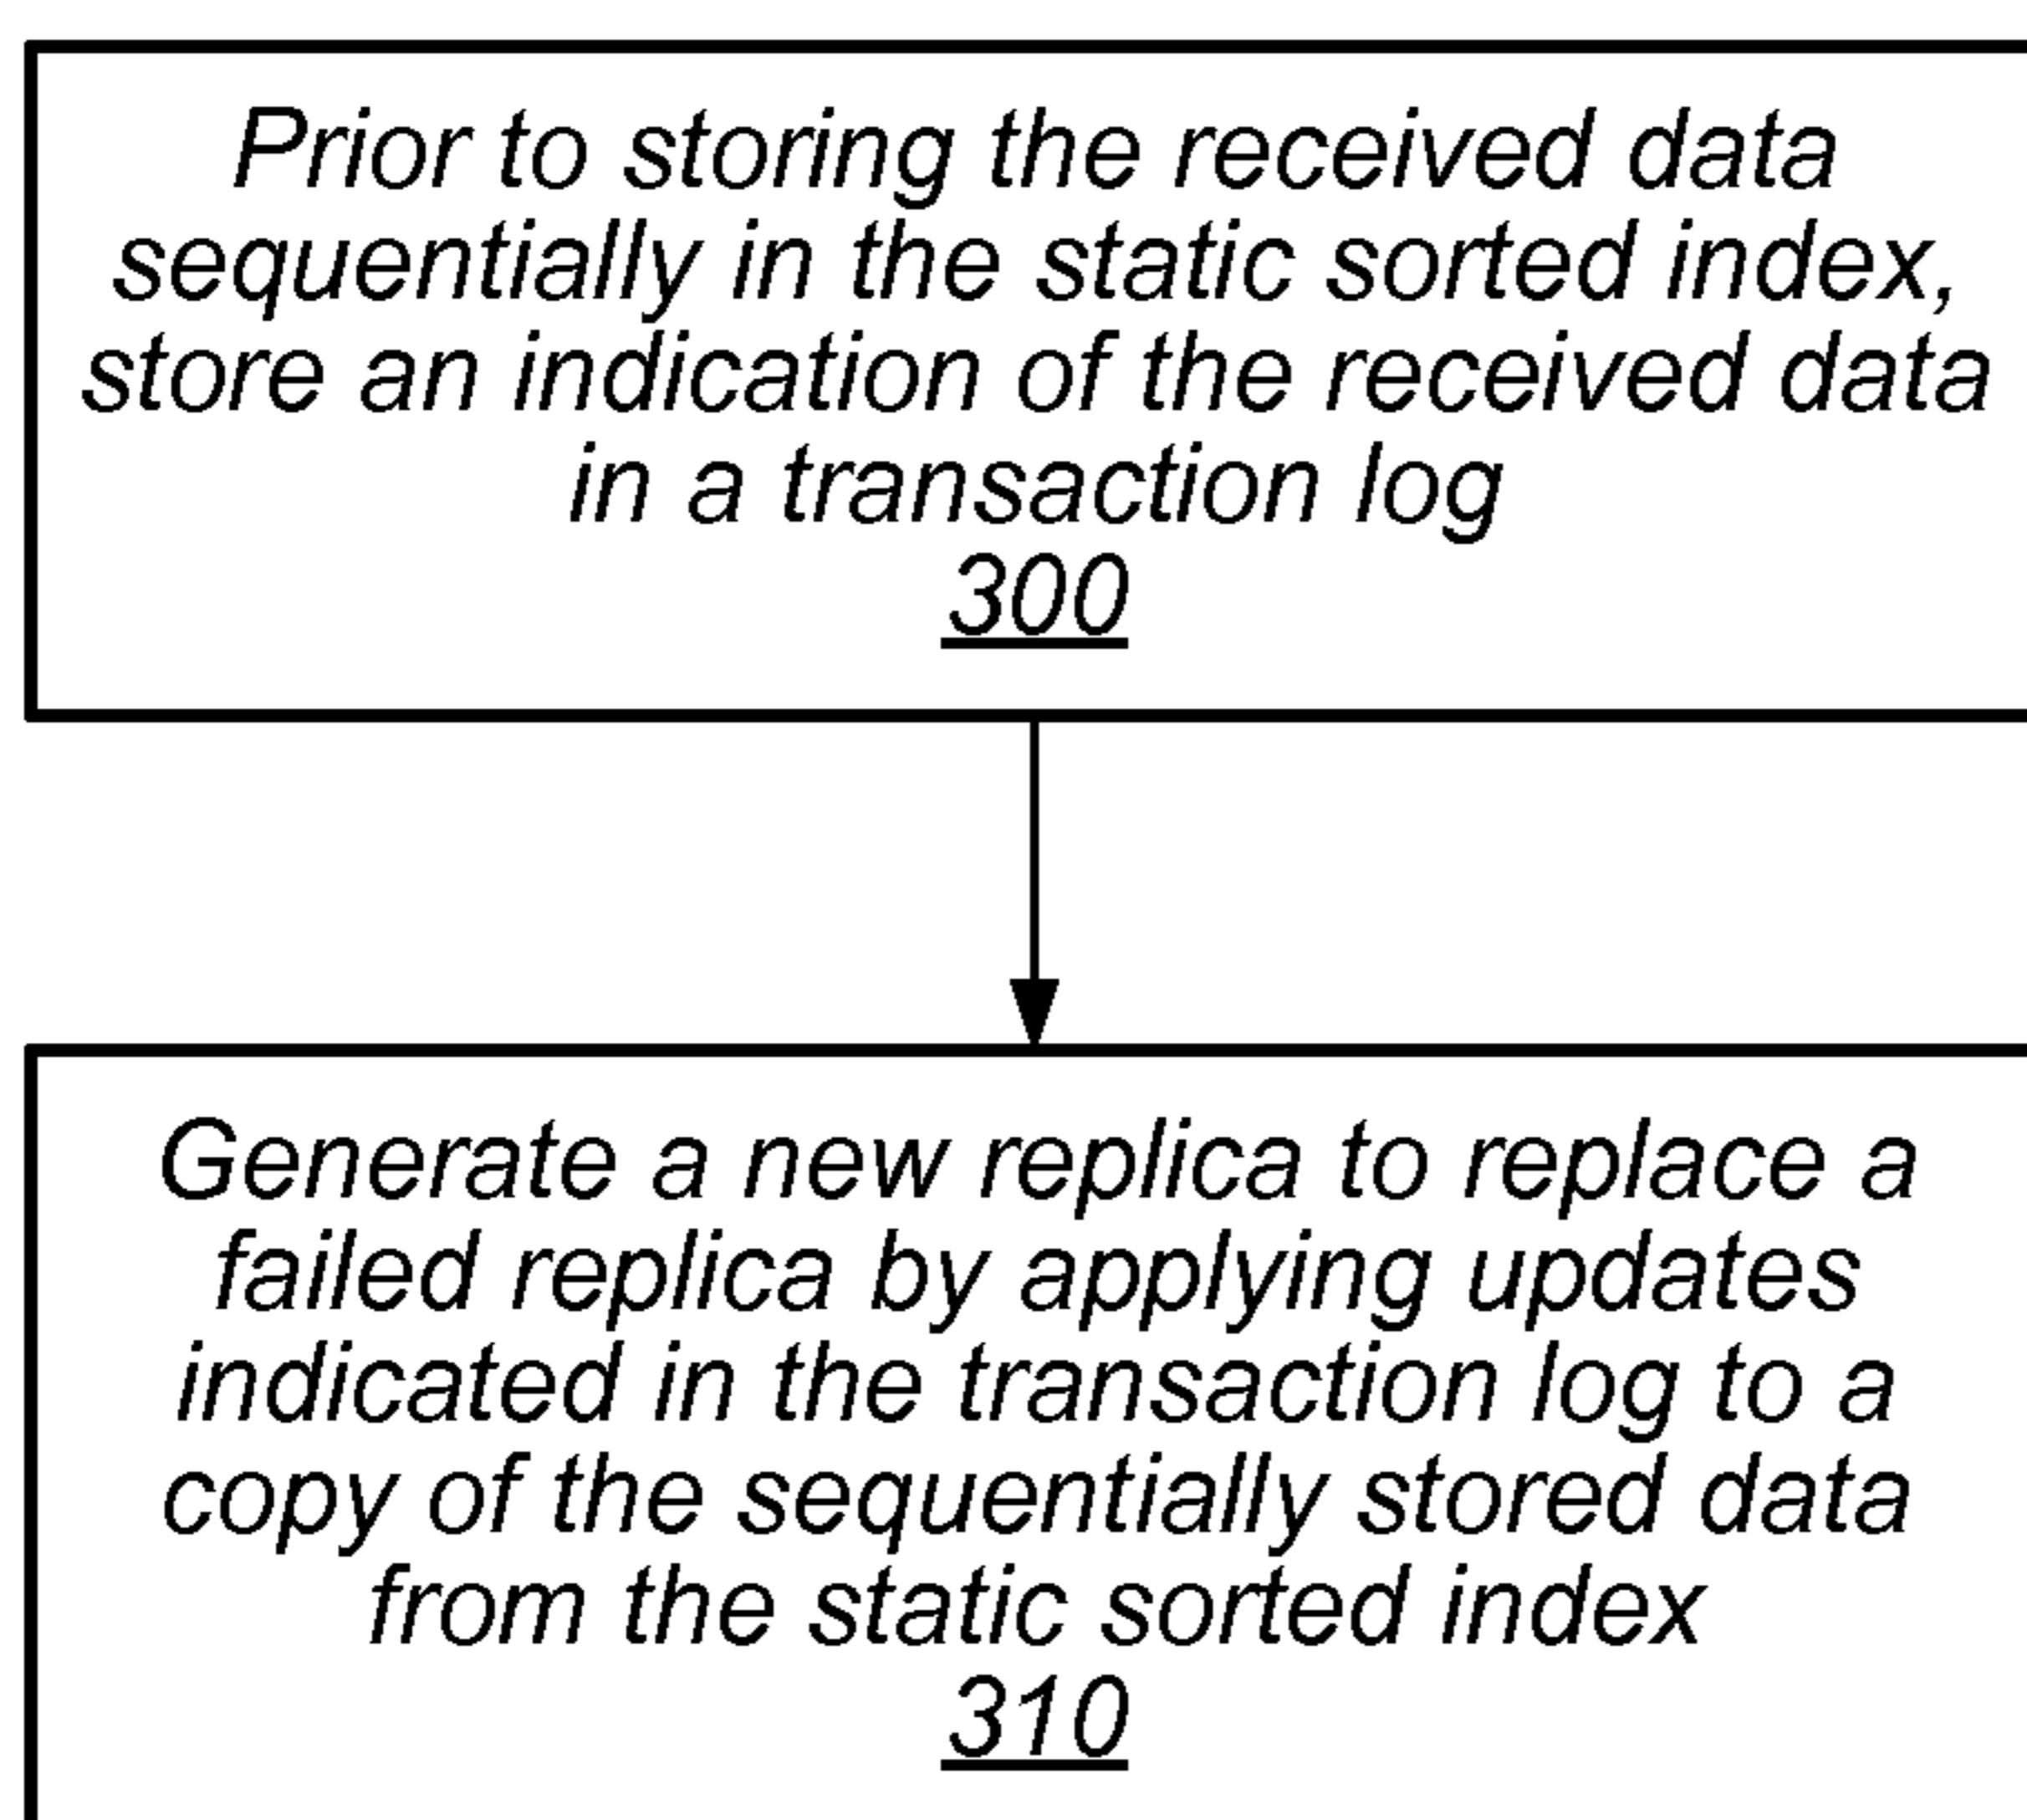 Prior to storing the received data
sequentially in the static sorted index,
store an indication of the received data
in a transaction log
300
Generate a new replica to replace a
failed replica by applying updates
indicated in the transaction log to a
copy of the sequentially stored data
from the static sorted index
310